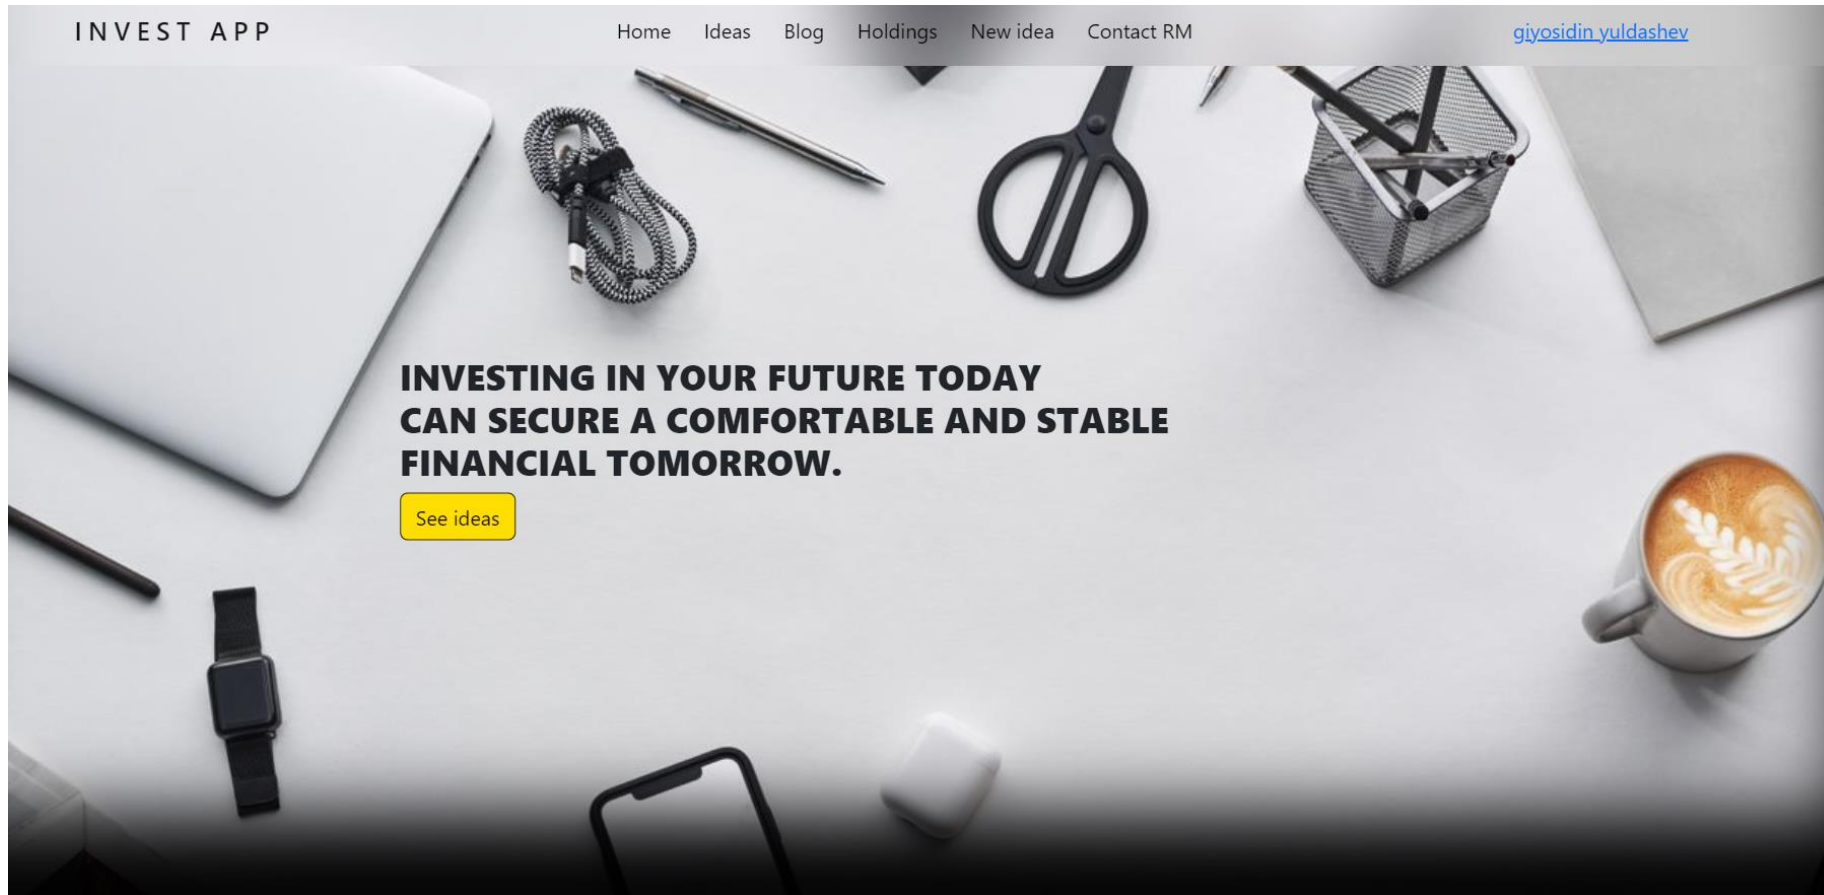 INVEST APP
Home Ideas Blog Holdings New idea Contact RM
giyosidin yuldashev
INVESTING IN YOUR FUTURE TODAY
CAN SECURE A COMFORTABLE AND STABLE
FINANCIAL TOMORROW.
See ideas